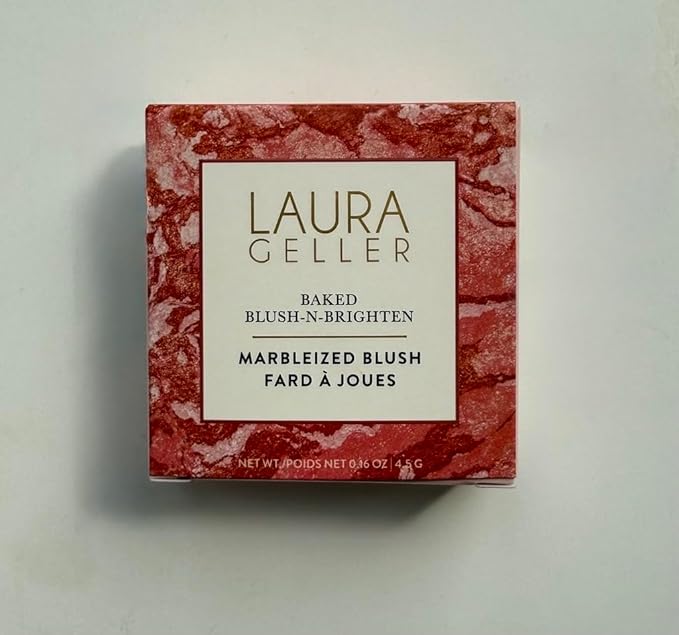 LAURA
GELLER
BAKED
BLUSH-N-BRIGHTEN
MARBLEIZED BLUSH
FARD À JOUES
NET WT./POIDS NET 0.16 OZ | 4.5 G